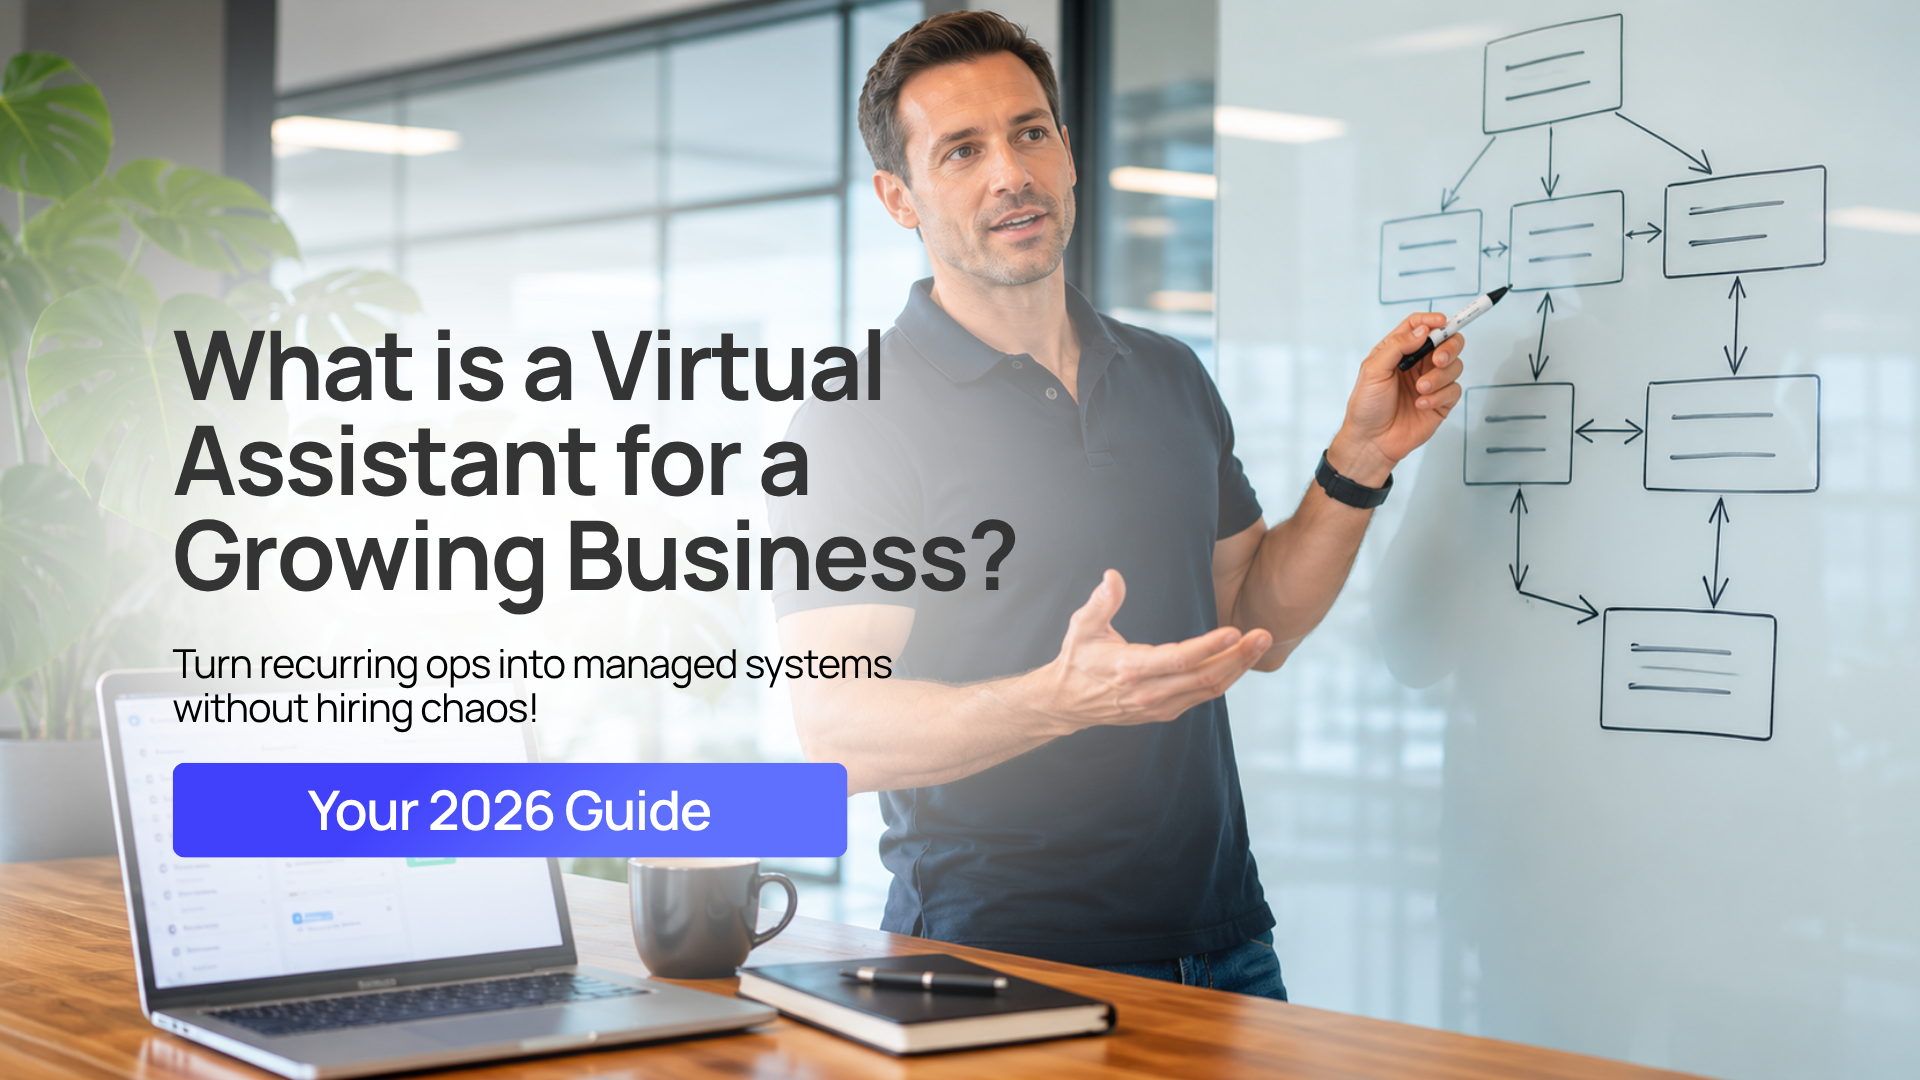 What is a Virtual
Assistant for a
Growing Business?
Turn recurring ops into managed systems
without hiring chaos!
Your 2026 Guide